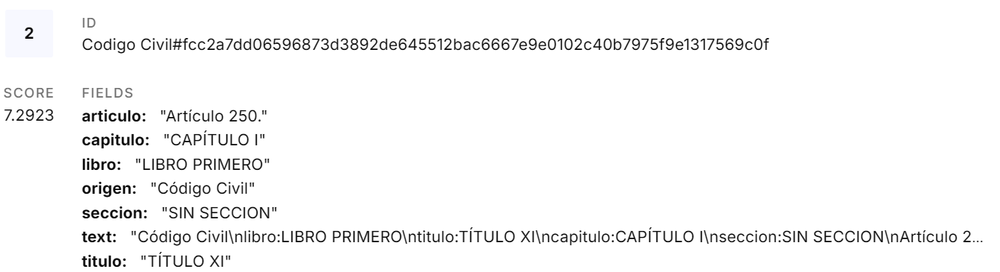 2
ID
Codigo Civil#fcc2a7dd06596873d3892de645512bac6667e9e0102c40b7975f9e1317569c0f
SCORE
FIELDS
7.2923
articulo: "Artículo 250."
capitulo: "CAPÍTULO I"
libro: "LIBRO PRIMERO"
origen: "Código Civil"
seccion: "SIN SECCION"
text: "Código Civil\nlibro:LIBRO PRIMERO\ntitulo:TÍTULO XI\ncapitulo:CAPÍTULO I\nseccion:SIN SECCION\nArtículo 2...
titulo: "TÍTULO XI"